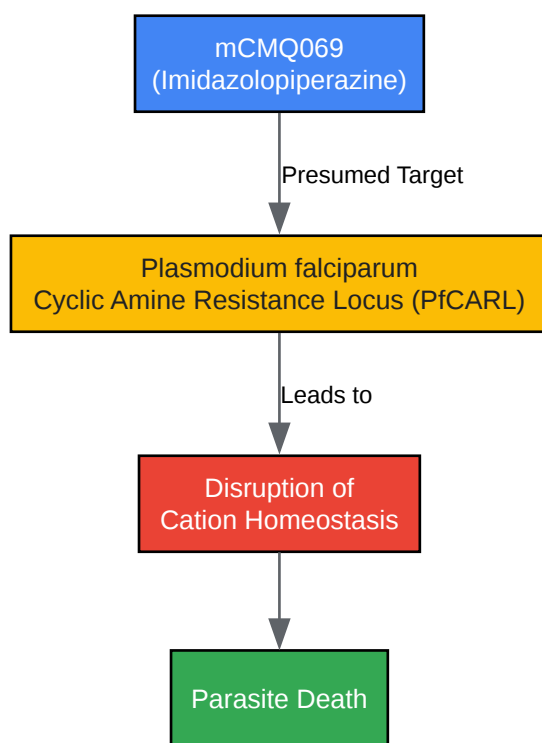 mCMQ069
(Imidazolopiperazine)
Presumed Target
Plasmodium falciparum
Cyclic Amine Resistance Locus (PfCARL)
Leads to
Disruption of
Cation Homeostasis
Parasite Death